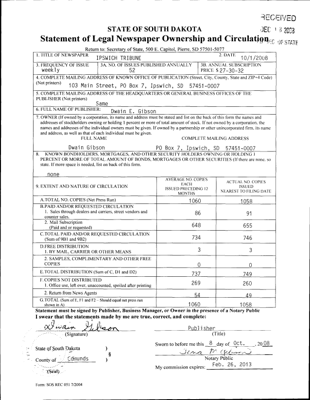 RECEIVED
DEC 18 2008
STATE OF SOUTH DAKOTA
Statement of Legal Newspaper Ownership and Circulation
Return to: Secretary of State, 500 E. Capitol, Pierre, SD 57501-5077
1. TITLE OF NEWSPAPER
IPSWICH TRIBUNE
2. DATE
10/1/2008
3. FREQUENCY OF ISSUE
weekly
3A. NO. OF ISSUES PUBLISHED ANNUALLY
52
3B. ANNUAL SUBSCRIPTION
PRICE $ 27-30-32
4. COMPLETE MAILING ADDRESS OF KNOWN OFFICE OF PUBLICATION (Street, City, County, State and ZIP+4 Code)
(Not printers)
103 Main Street, PO Box 7, Ipswich, SD 57451-0007
5. COMPLETE MAILING ADDRESS OF THE HEADQUARTERS OR GENERAL BUSINESS OFFICES OF THE
PUBLISHER (Not printer)
Same
6. FULL NAME OF PUBLISHER:
Dwain E. Gibson
7. OWNER (If owned by a corporation, its name and address must be stated and list on the back of this form the names and
addresses of stockholders owning or holding 1 percent or more of total amount of stock. If not owned by a corporation, the
names and addresses of the individual owners must be given. If owned by a partnership or other unincorporated firm, its name
and address, as well as that of each individual must be given.
FULL NAME
COMPLETE MAILING ADDRESS
Dwain Gibson
PO Box 7, Ipswich, SD 57451-0007
8. KNOWN BONDHOLDERS, MORTGAGES, AND OTHER SECURITY HOLDERS OWNING OR HOLDING 1
PERCENT OR MORE OF TOTAL AMOUNT OF BONDS, MORTGAGES OR OTHER SECURITIES (If there are none, so
state. If more space is needed, list on back of this form.
none
9. EXTENT AND NATURE OF CIRCULATION
AVERAGE NO. COPIES
EACH
ISSUED PRECEDING 12
MONTHS
ACTUAL NO. COPIES
ISSUED
NEAREST TO FILING DATE
A. TOTAL NO. COPIES (Net Press Run)
1060
1058
B. PAID AND/OR REQUESTED CIRCULATION
1. Sales through dealers and carriers, street vendors and
counter sales.
86
91
2. Mail Subscription
(Paid and/or requested)
648
655
C. TOTAL PAID AND/OR REQUESTED CIRCULATION
(Sum of 9B1 and 9B2)
734
746
D. FREE DISTRIBUTION
1. BY MAIL, CARRIER OR OTHER MEANS
3
3
2. SAMPLES, COMPLIMENTARY AND OTHER FREE
COPIES
0
0
E. TOTAL DISTRIBUTION (Sum of C, D1 and D2)
737
749
F. COPIES NOT DISTRIBUTED
1. Office use, left over, unaccounted, spoiled after printing
269
260
2. Return from News Agents
54
49
G. TOTAL (Sum of E, F1 and F2 - Should equal net press run
shown in A)
1060
1058
Statement must be signed by Publisher, Business Manager, or Owner in the presence of a Notary Public
I swear that the statements made by me are true, correct, and complete:
Dwain Gibson
Publisher
(Signature)
(Title)
State of South Dakota )
Sworn to before me this 8 day of Oct. , 2008
County of Edmunds )
Notary Public
(Seal)
My commission expires: Feb. 26, 2013
Form: SOS REC 051 7/2004